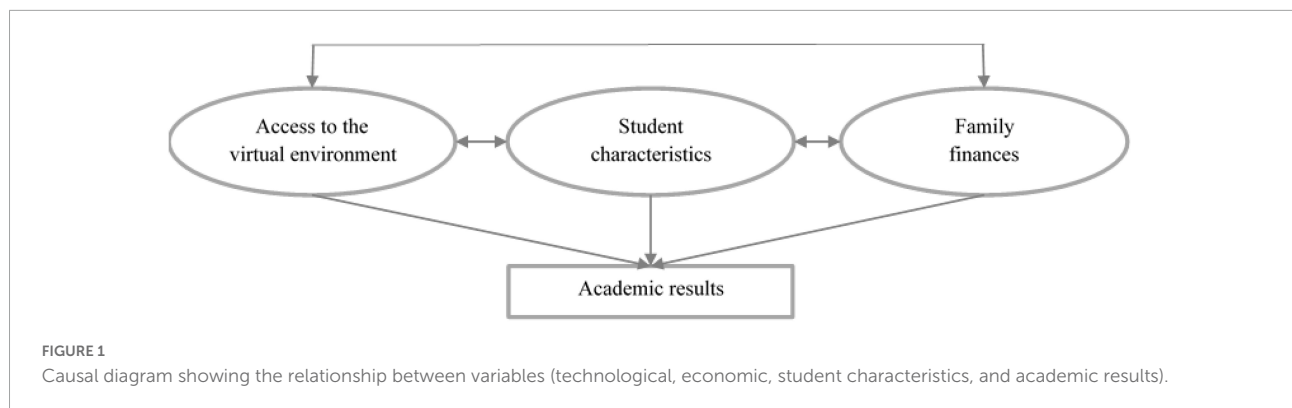 Access to the
virtual environment
Student
characteristics
Family
finances
Academic results
FIGURE 1
Causal diagram showing the relationship between variables (technological, economic, student characteristics, and academic results).